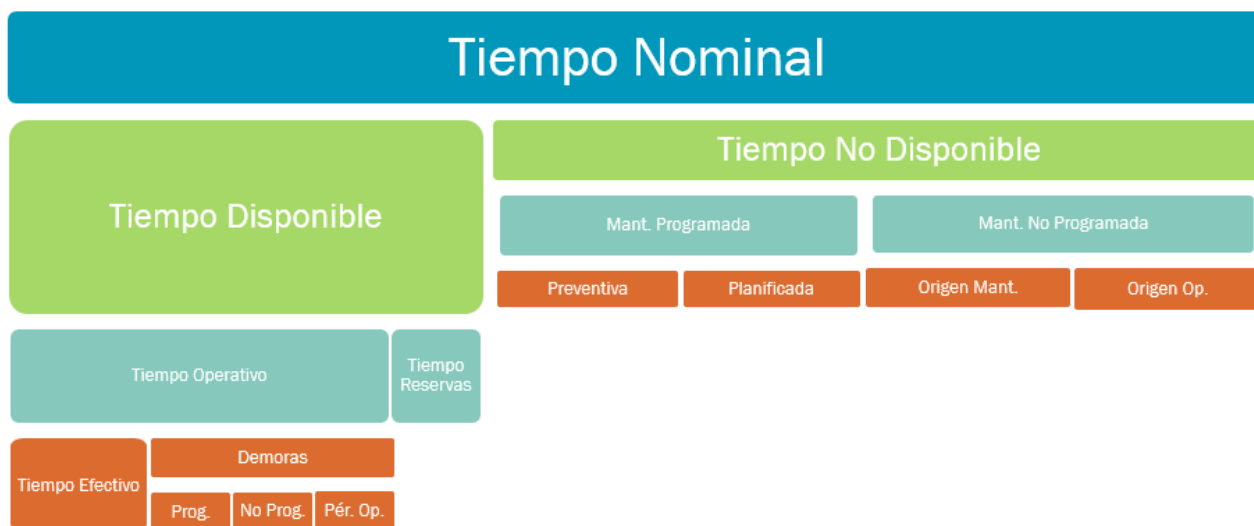 Tiempo Nominal
Tiempo Disponible
Tiempo No Disponible
Mant. Programada
Mant. No Programada
Preventiva
Planificada
Origen Mant.
Origen Op.
Tiempo Operativo
Tiempo
Reservas
Tiempo Efectivo
Demoras
Prog.
No Prog.
Pér. Op.